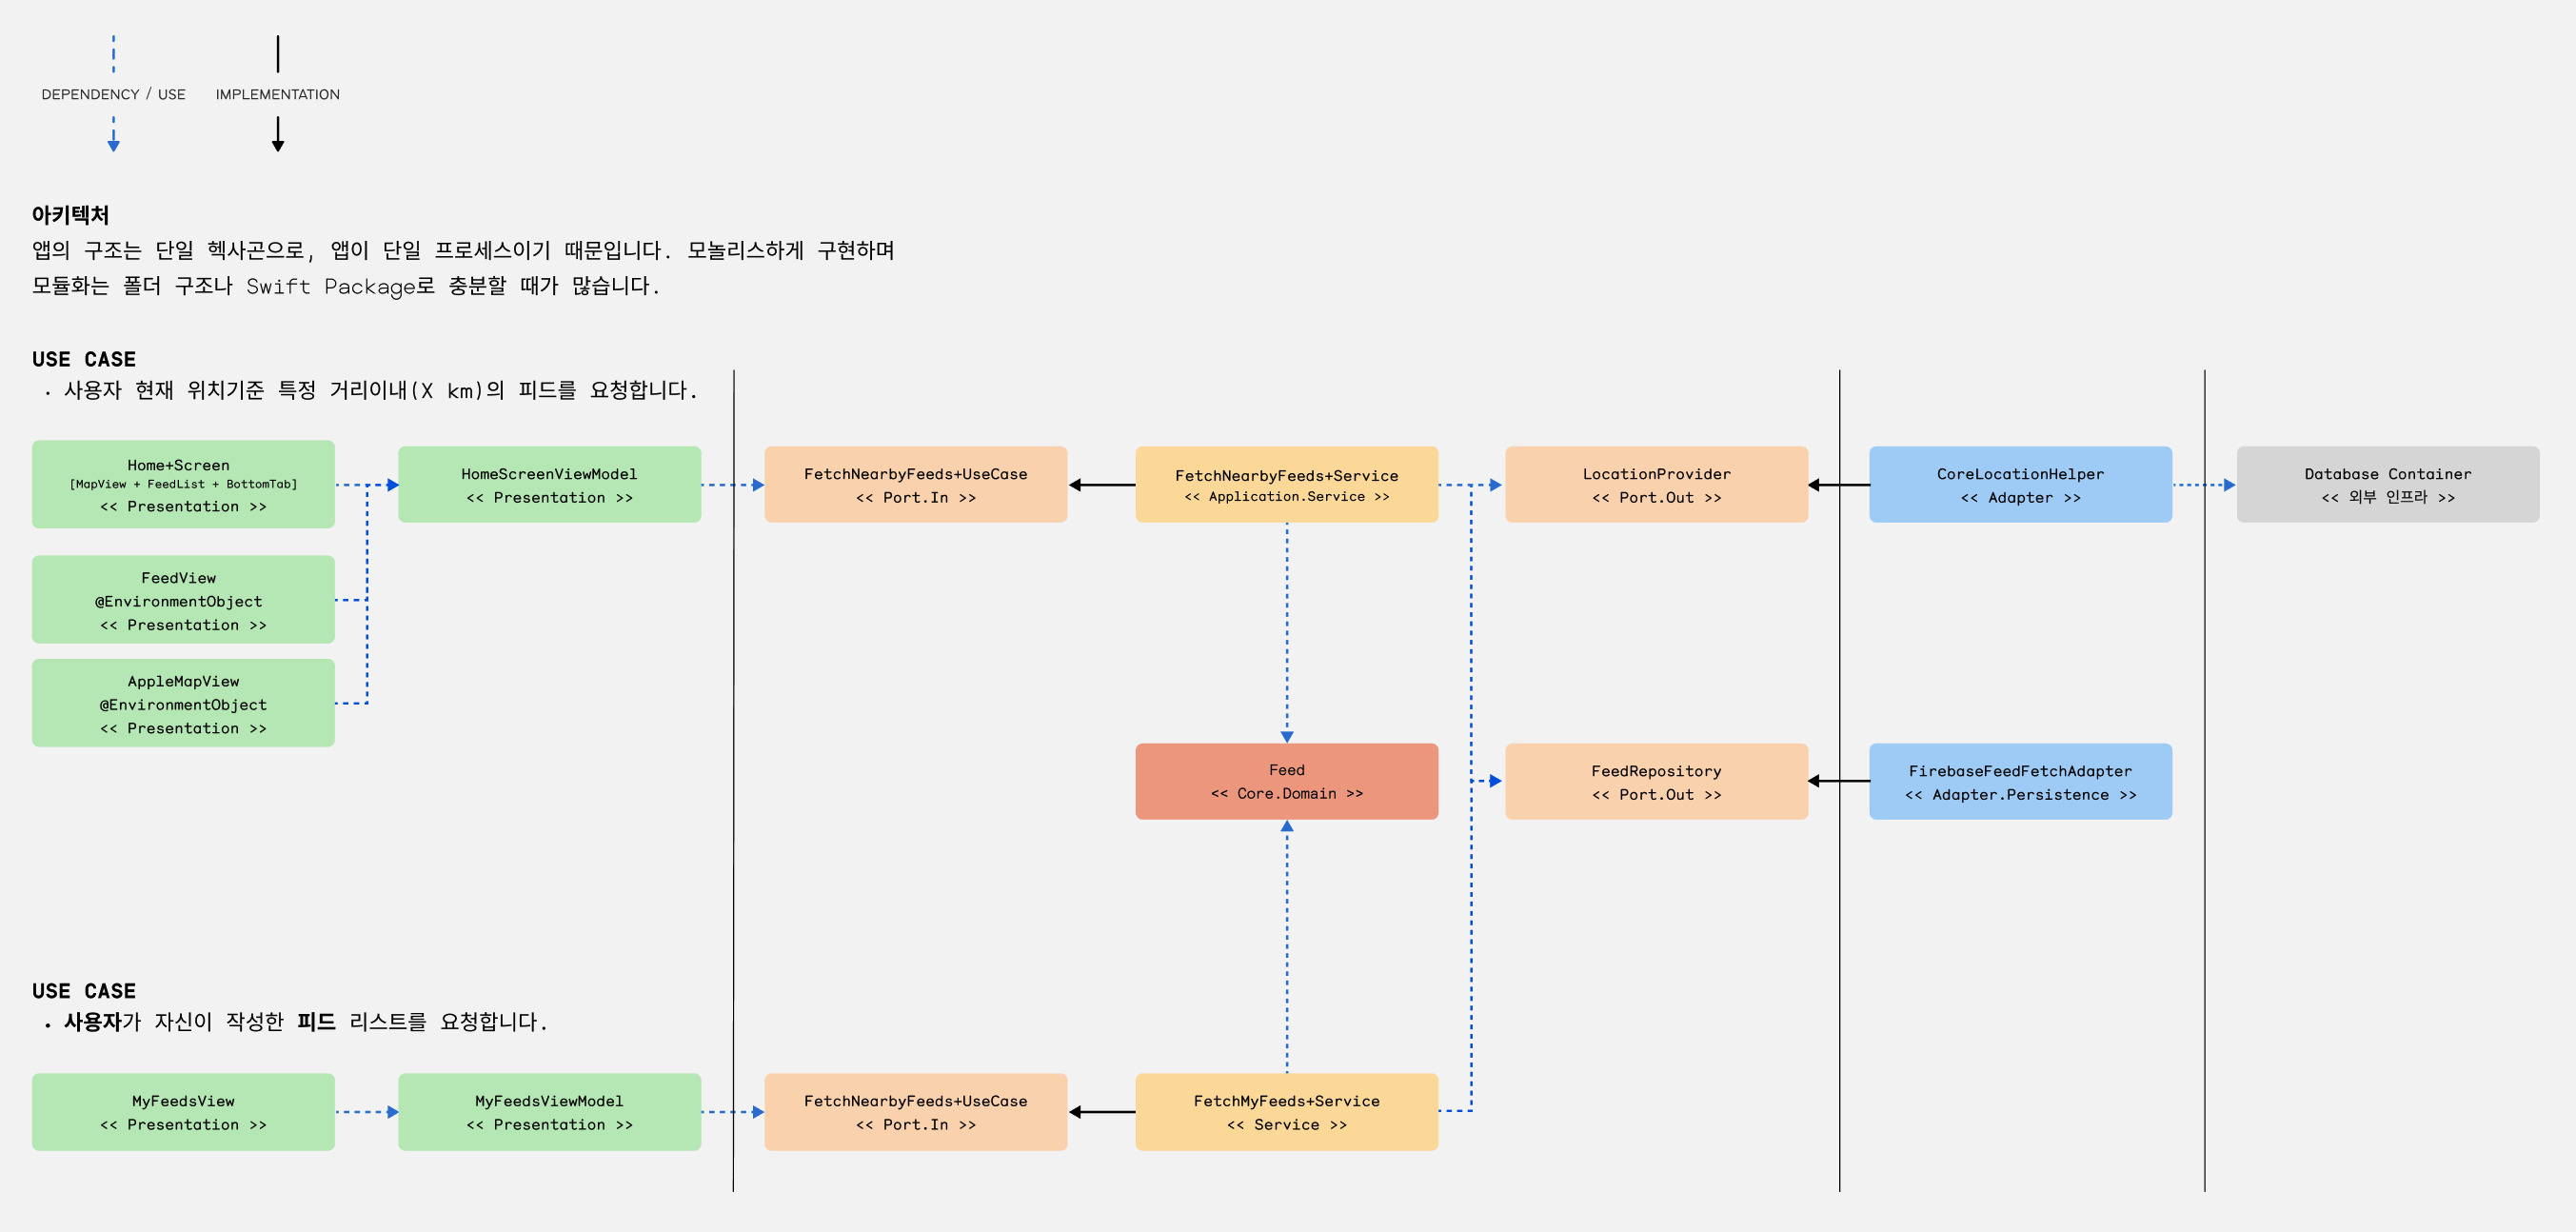 DEPENDENCY / USE
IMPLEMENTATION
아키텍처
앱의 구조는 단일 헥사곤으로, 앱이 단일 프로세스이기 때문입니다. 모놀리스하게 구현하며
모듈화는 폴더 구조나 Swift Package로 충분할 때가 많습니다.
USE CASE
• 사용자 현재 위치기준 특정 거리이내(X km)의 피드를 요청합니다.
Home+Screen
[MapView + FeedList + BottomTab]
<< Presentation >>
HomeScreenViewModel
<< Presentation >>
FetchNearbyFeeds+UseCase
<< Port.In >>
FetchNearbyFeeds+Service
<< Application.Service >>
LocationProvider
<< Port.Out >>
CoreLocationHelper
<< Adapter >>
Database Container
<< 외부 인프라 >>
FeedView
@EnvironmentObject
<< Presentation >>
AppleMapView
@EnvironmentObject
<< Presentation >>
Feed
<< Core.Domain >>
FeedRepository
<< Port.Out >>
FirebaseFeedFetchAdapter
<< Adapter.Persistence >>
USE CASE
• 사용자가 자신이 작성한 피드 리스트를 요청합니다.
MyFeedsView
<< Presentation >>
MyFeedsViewModel
<< Presentation >>
FetchNearbyFeeds+UseCase
<< Port.In >>
FetchMyFeeds+Service
<< Service >>